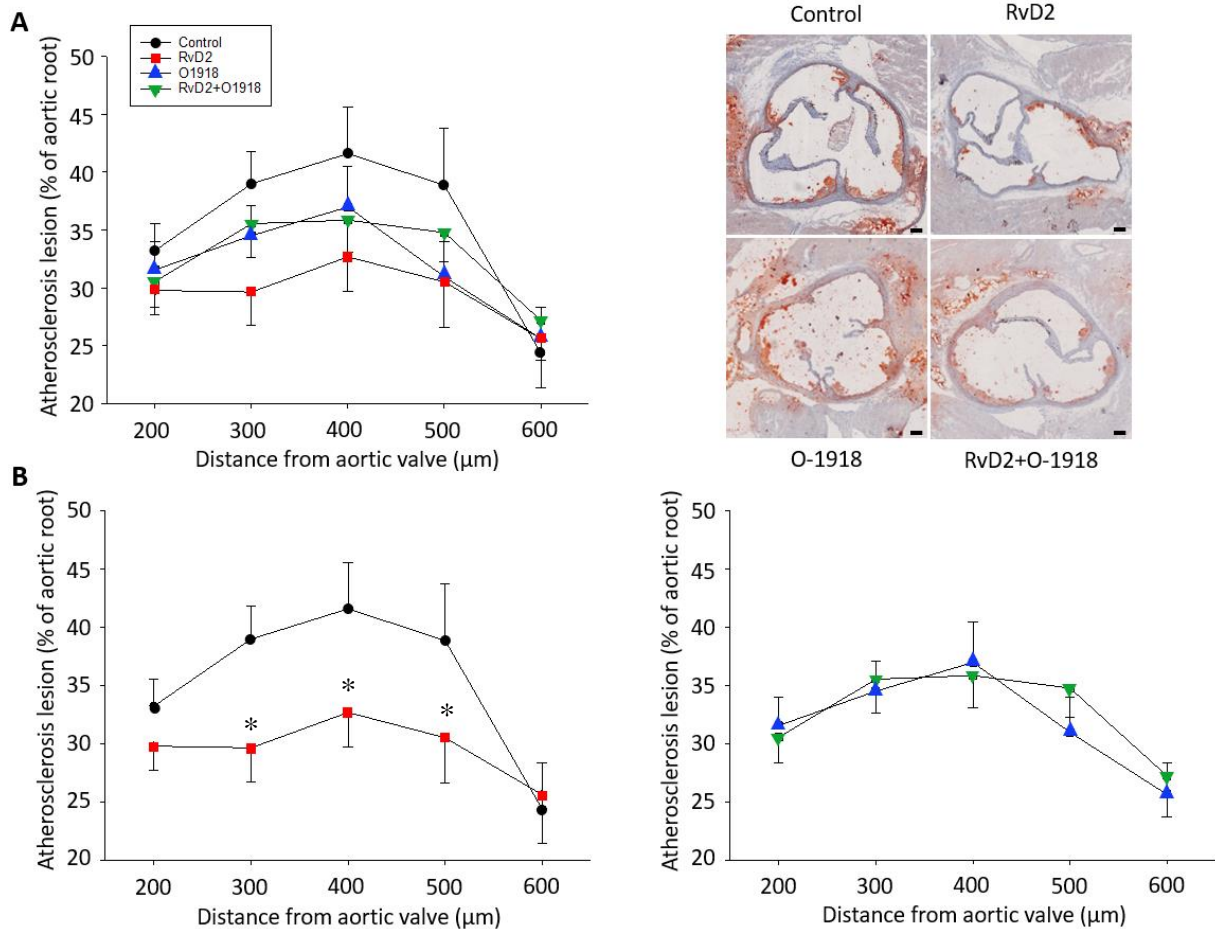 A
Control
RvD2
O1918
RvD2+O1918
50
45
40
35
30
25
20
200 300 400 500 600
Distance from aortic valve (µm)
Atherosclerosis lesion (% of aortic root)
Control RvD2
O-1918 RvD2+O-1918
B
50
45
40
35
30
25
20
* * *
200 300 400 500 600
Distance from aortic valve (µm)
Atherosclerosis lesion (% of aortic root)
50
45
40
35
30
25
20
200 300 400 500 600
Distance from aortic valve (µm)
Atherosclerosis lesion (% of aortic root)